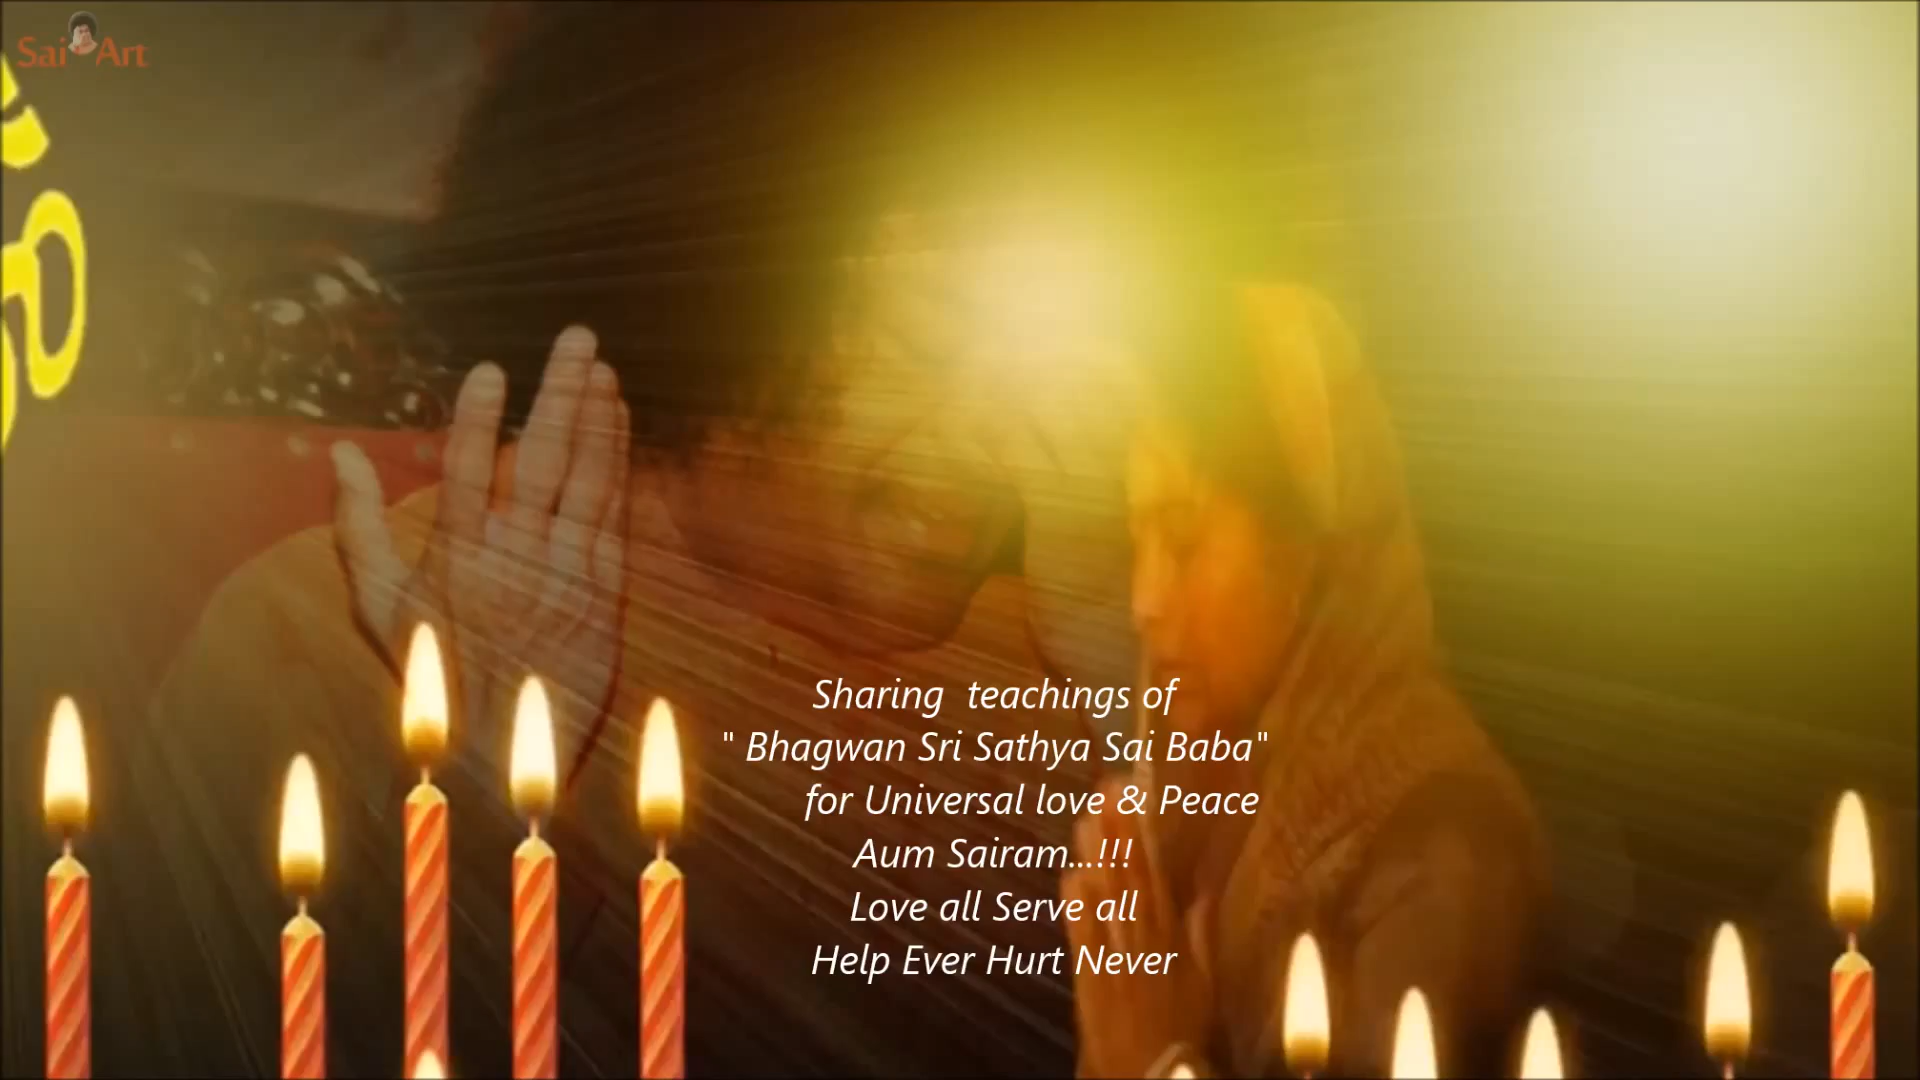 Sai Art
Sharing teachings of
" Bhagwan Sri Sathya Sai Baba"
for Universal love & Peace
Aum Sairam...!!!
Love all Serve all
Help Ever Hurt Never